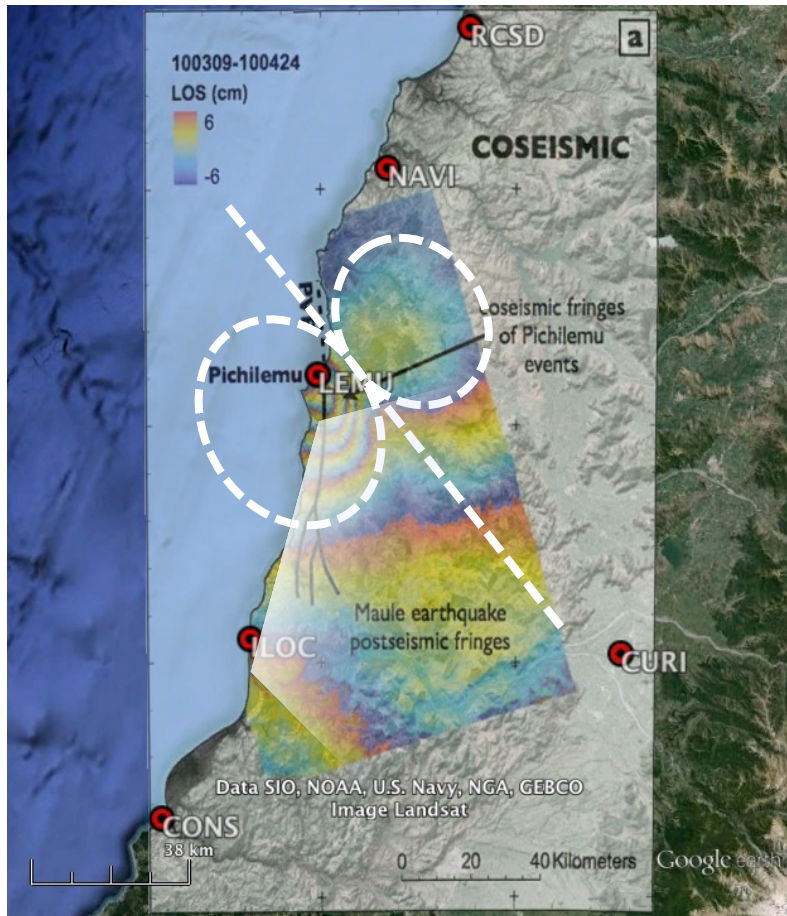 RCSD
a
100309-100424
LOS (cm)
6
-6
COSEISMIC
NAVI
coseismic fringes
of Pichilemu
events
Pichilemu
LEMU
Maule earthquake
postseismic fringes
ILOC
CURI
Data SIO, NOAA, U.S. Navy, NGA, GEBCO
Image Landsat
CONS
38 km
0 20 40 Kilometers
Google earth